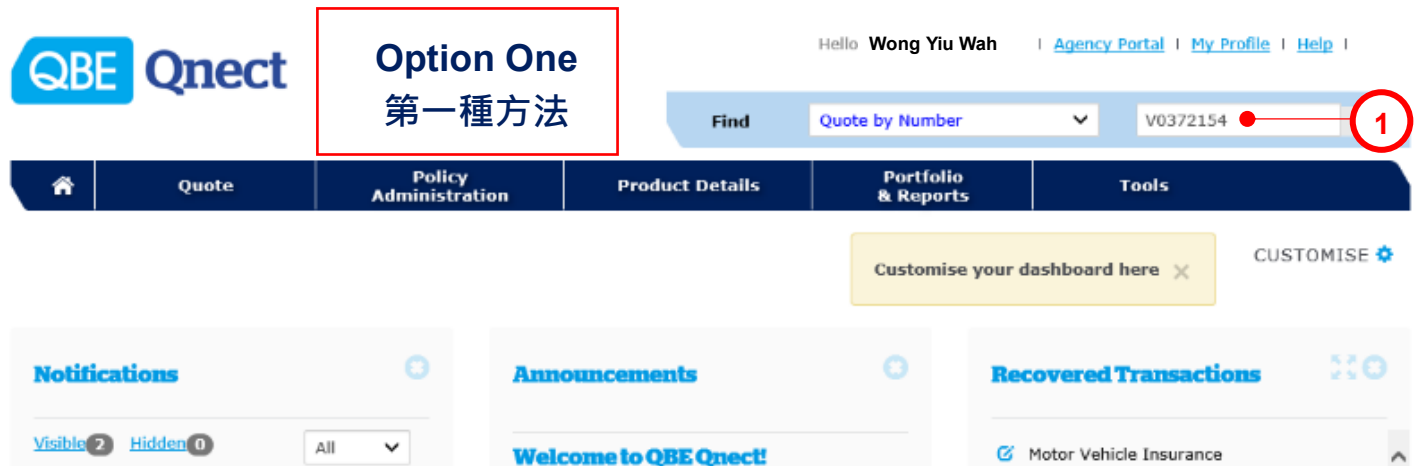 QBE Qnect
Option One
第一種方法
Hello Wong Yiu Wah | Agency Portal | My Profile | Help |
Find Quote by Number V0372154 1
Quote
Policy Administration
Product Details
Portfolio & Reports
Tools
Customise your dashboard here
CUSTOMISE
Notifications
Visible 2 Hidden 0 All
Announcements
Welcome to QBE Qnect!
Recovered Transactions
Motor Vehicle Insurance